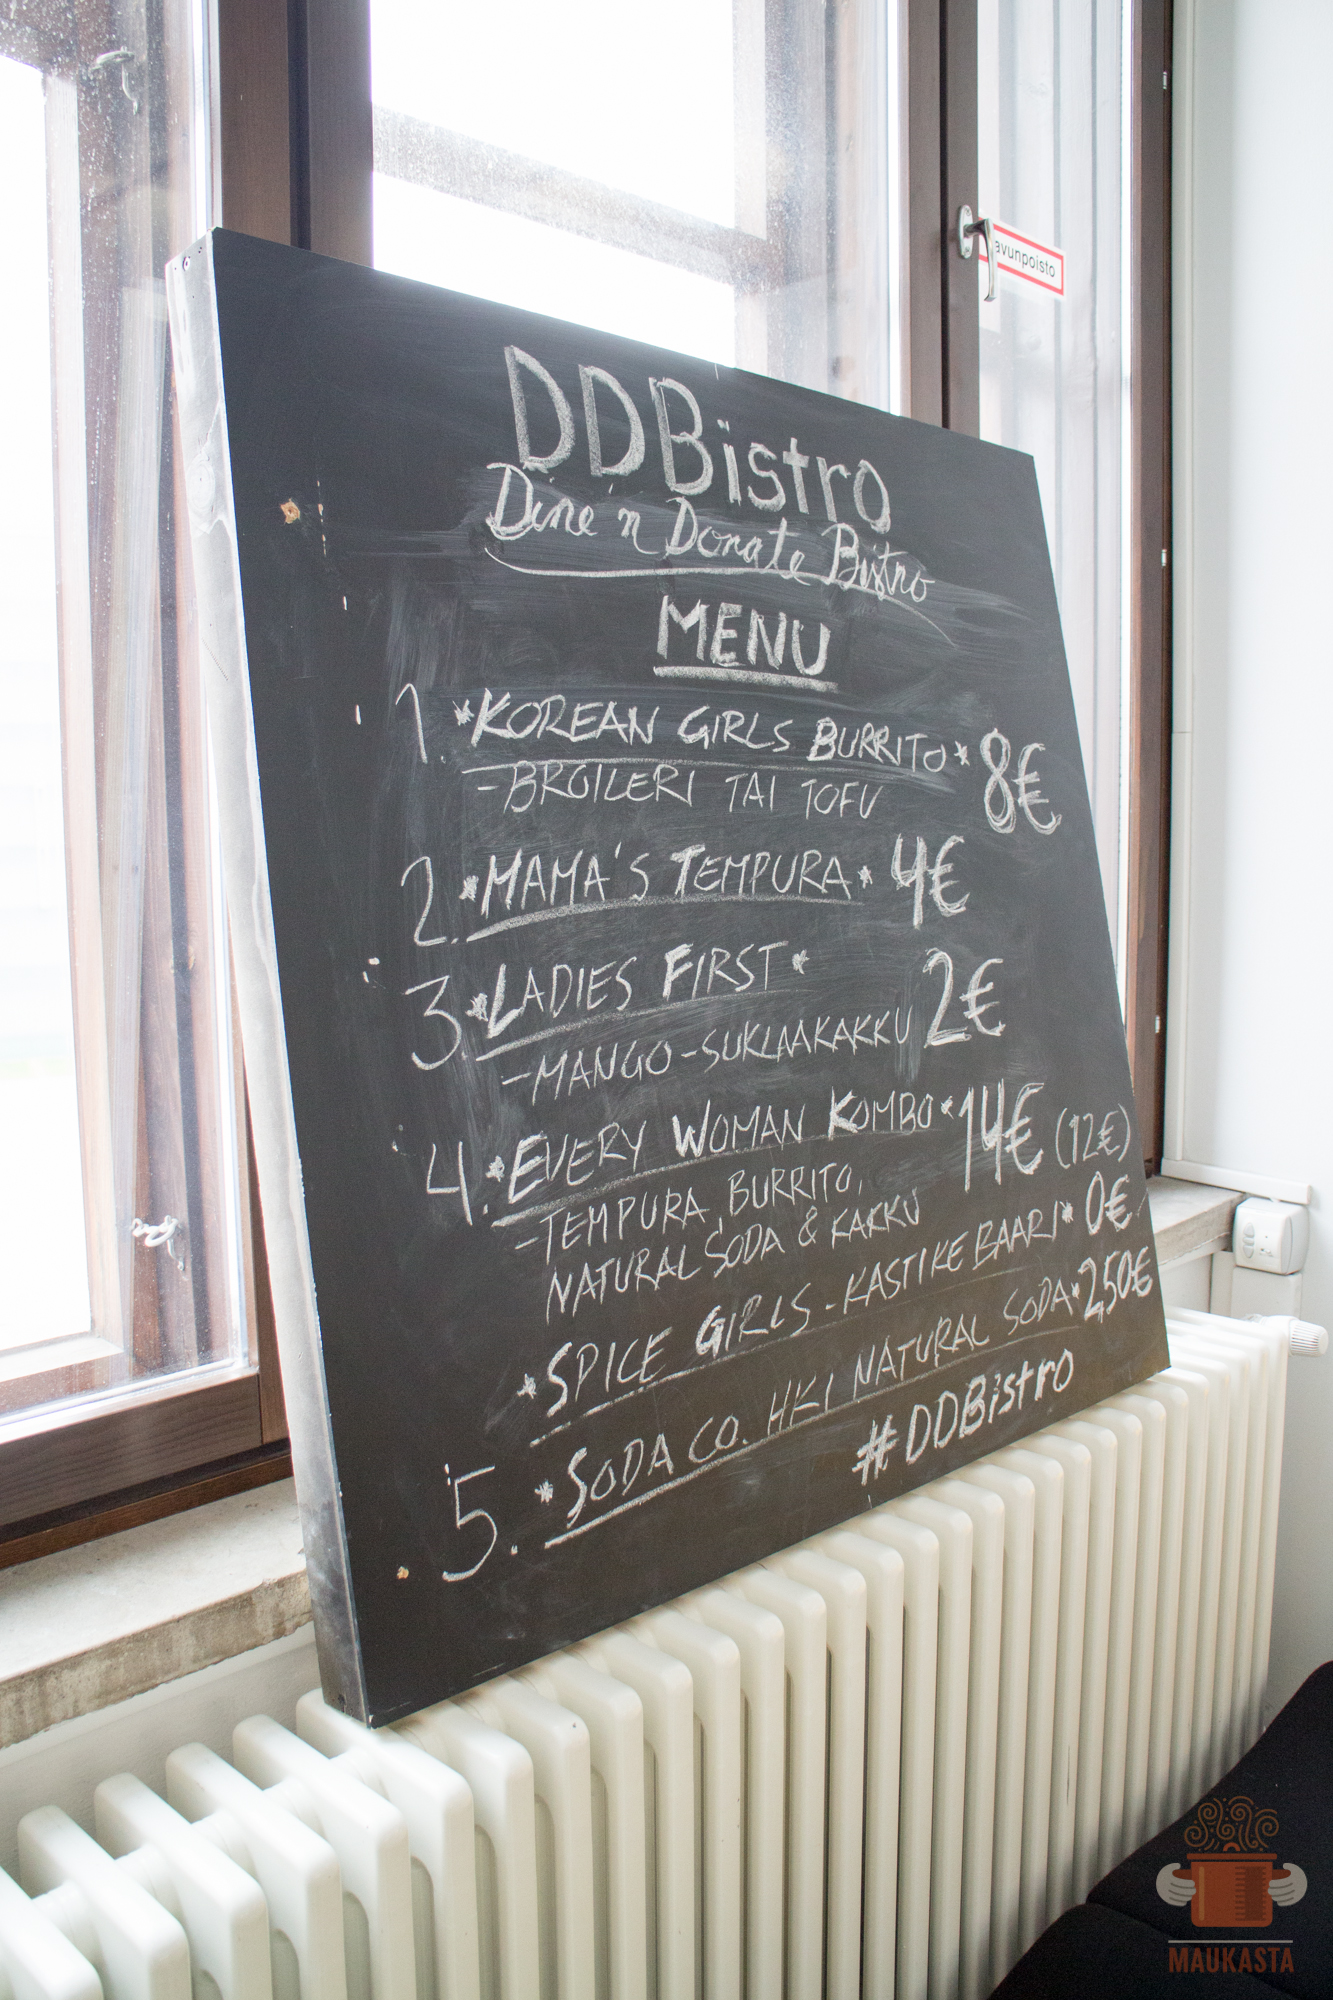 avunpoisto
DDBistro
Dine 'n Donate Bistro
MENU
1. *KOREAN GIRLS BURRITO* 8€
-BROILERI TAI TOFU
2. *MAMA'S TEMPURA* 4€
3. *LADIES FIRST*
-MANGO-SUKLAAKAKKU 2€
4. *EVERY WOMAN KOMBO* 14€ (12€)
-TEMPURA, BURRITO,
NATURAL SODA & KAKKU
*SPICE GIRLS - KASTIKE BAARI* 0€
5. *SODA CO. HKI NATURAL SODA* 2,50€
#DDBistro
MAUKASTA